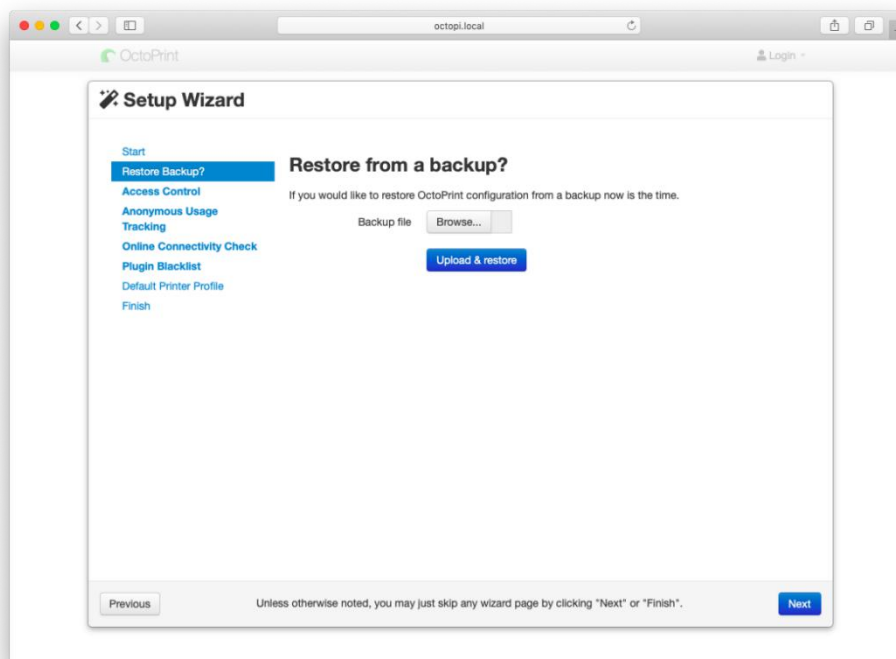 octopi.local
OctoPrint
Login
Setup Wizard
Start
Restore Backup?
Access Control
Anonymous Usage
Tracking
Online Connectivity Check
Plugin Blacklist
Default Printer Profile
Finish
Restore from a backup?
If you would like to restore OctoPrint configuration from a backup now is the time.
Backup file Browse...
Upload & restore
Previous Unless otherwise noted, you may just skip any wizard page by clicking "Next" or "Finish". Next